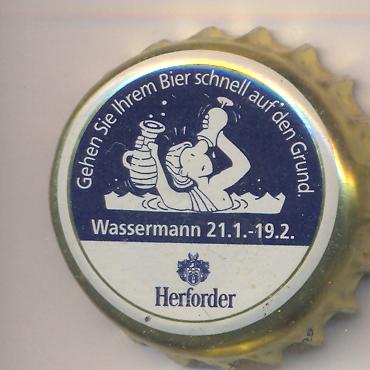 Gehen Sie Ihrem Bier schnell auf den Grund.
Wassermann 21.1.-19.2.
Herforder